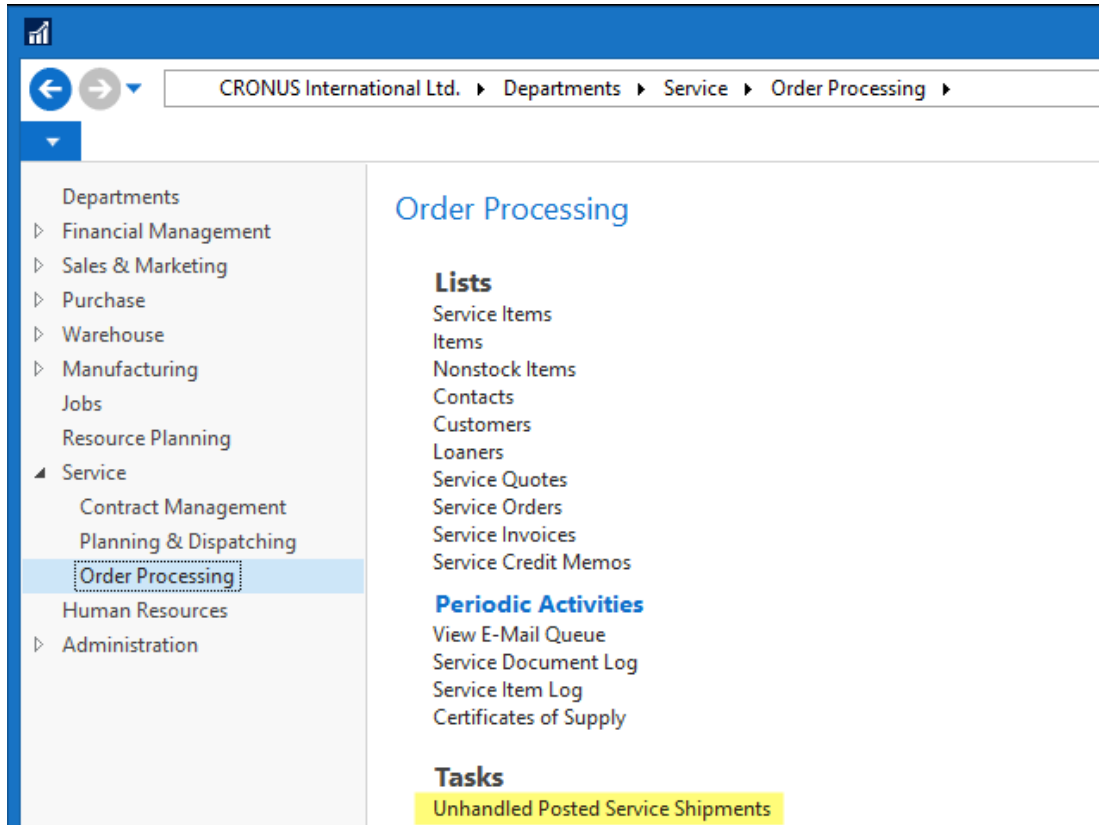 CRONUS International Ltd. Departments Service Order Processing
Departments
Financial Management
Sales & Marketing
Purchase
Warehouse
Manufacturing
Jobs
Resource Planning
Service
Contract Management
Planning & Dispatching
Order Processing
Human Resources
Administration
Order Processing
Lists
Service Items
Items
Nonstock Items
Contacts
Customers
Loaners
Service Quotes
Service Orders
Service Invoices
Service Credit Memos
Periodic Activities
View E-Mail Queue
Service Document Log
Service Item Log
Certificates of Supply
Tasks
Unhandled Posted Service Shipments